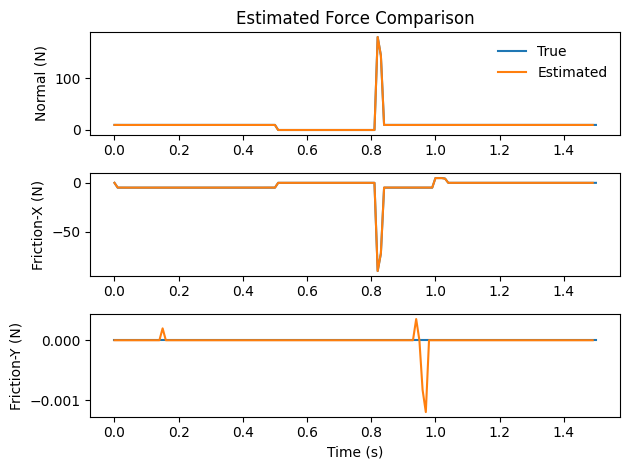 Estimated Force Comparison
Normal (N)
100
0
True
Estimated
0.0 0.2 0.4 0.6 0.8 1.0 1.2 1.4
Friction-X (N)
0
−50
0.0 0.2 0.4 0.6 0.8 1.0 1.2 1.4
Friction-Y (N)
0.000
−0.001
0.0 0.2 0.4 0.6 0.8 1.0 1.2 1.4
Time (s)